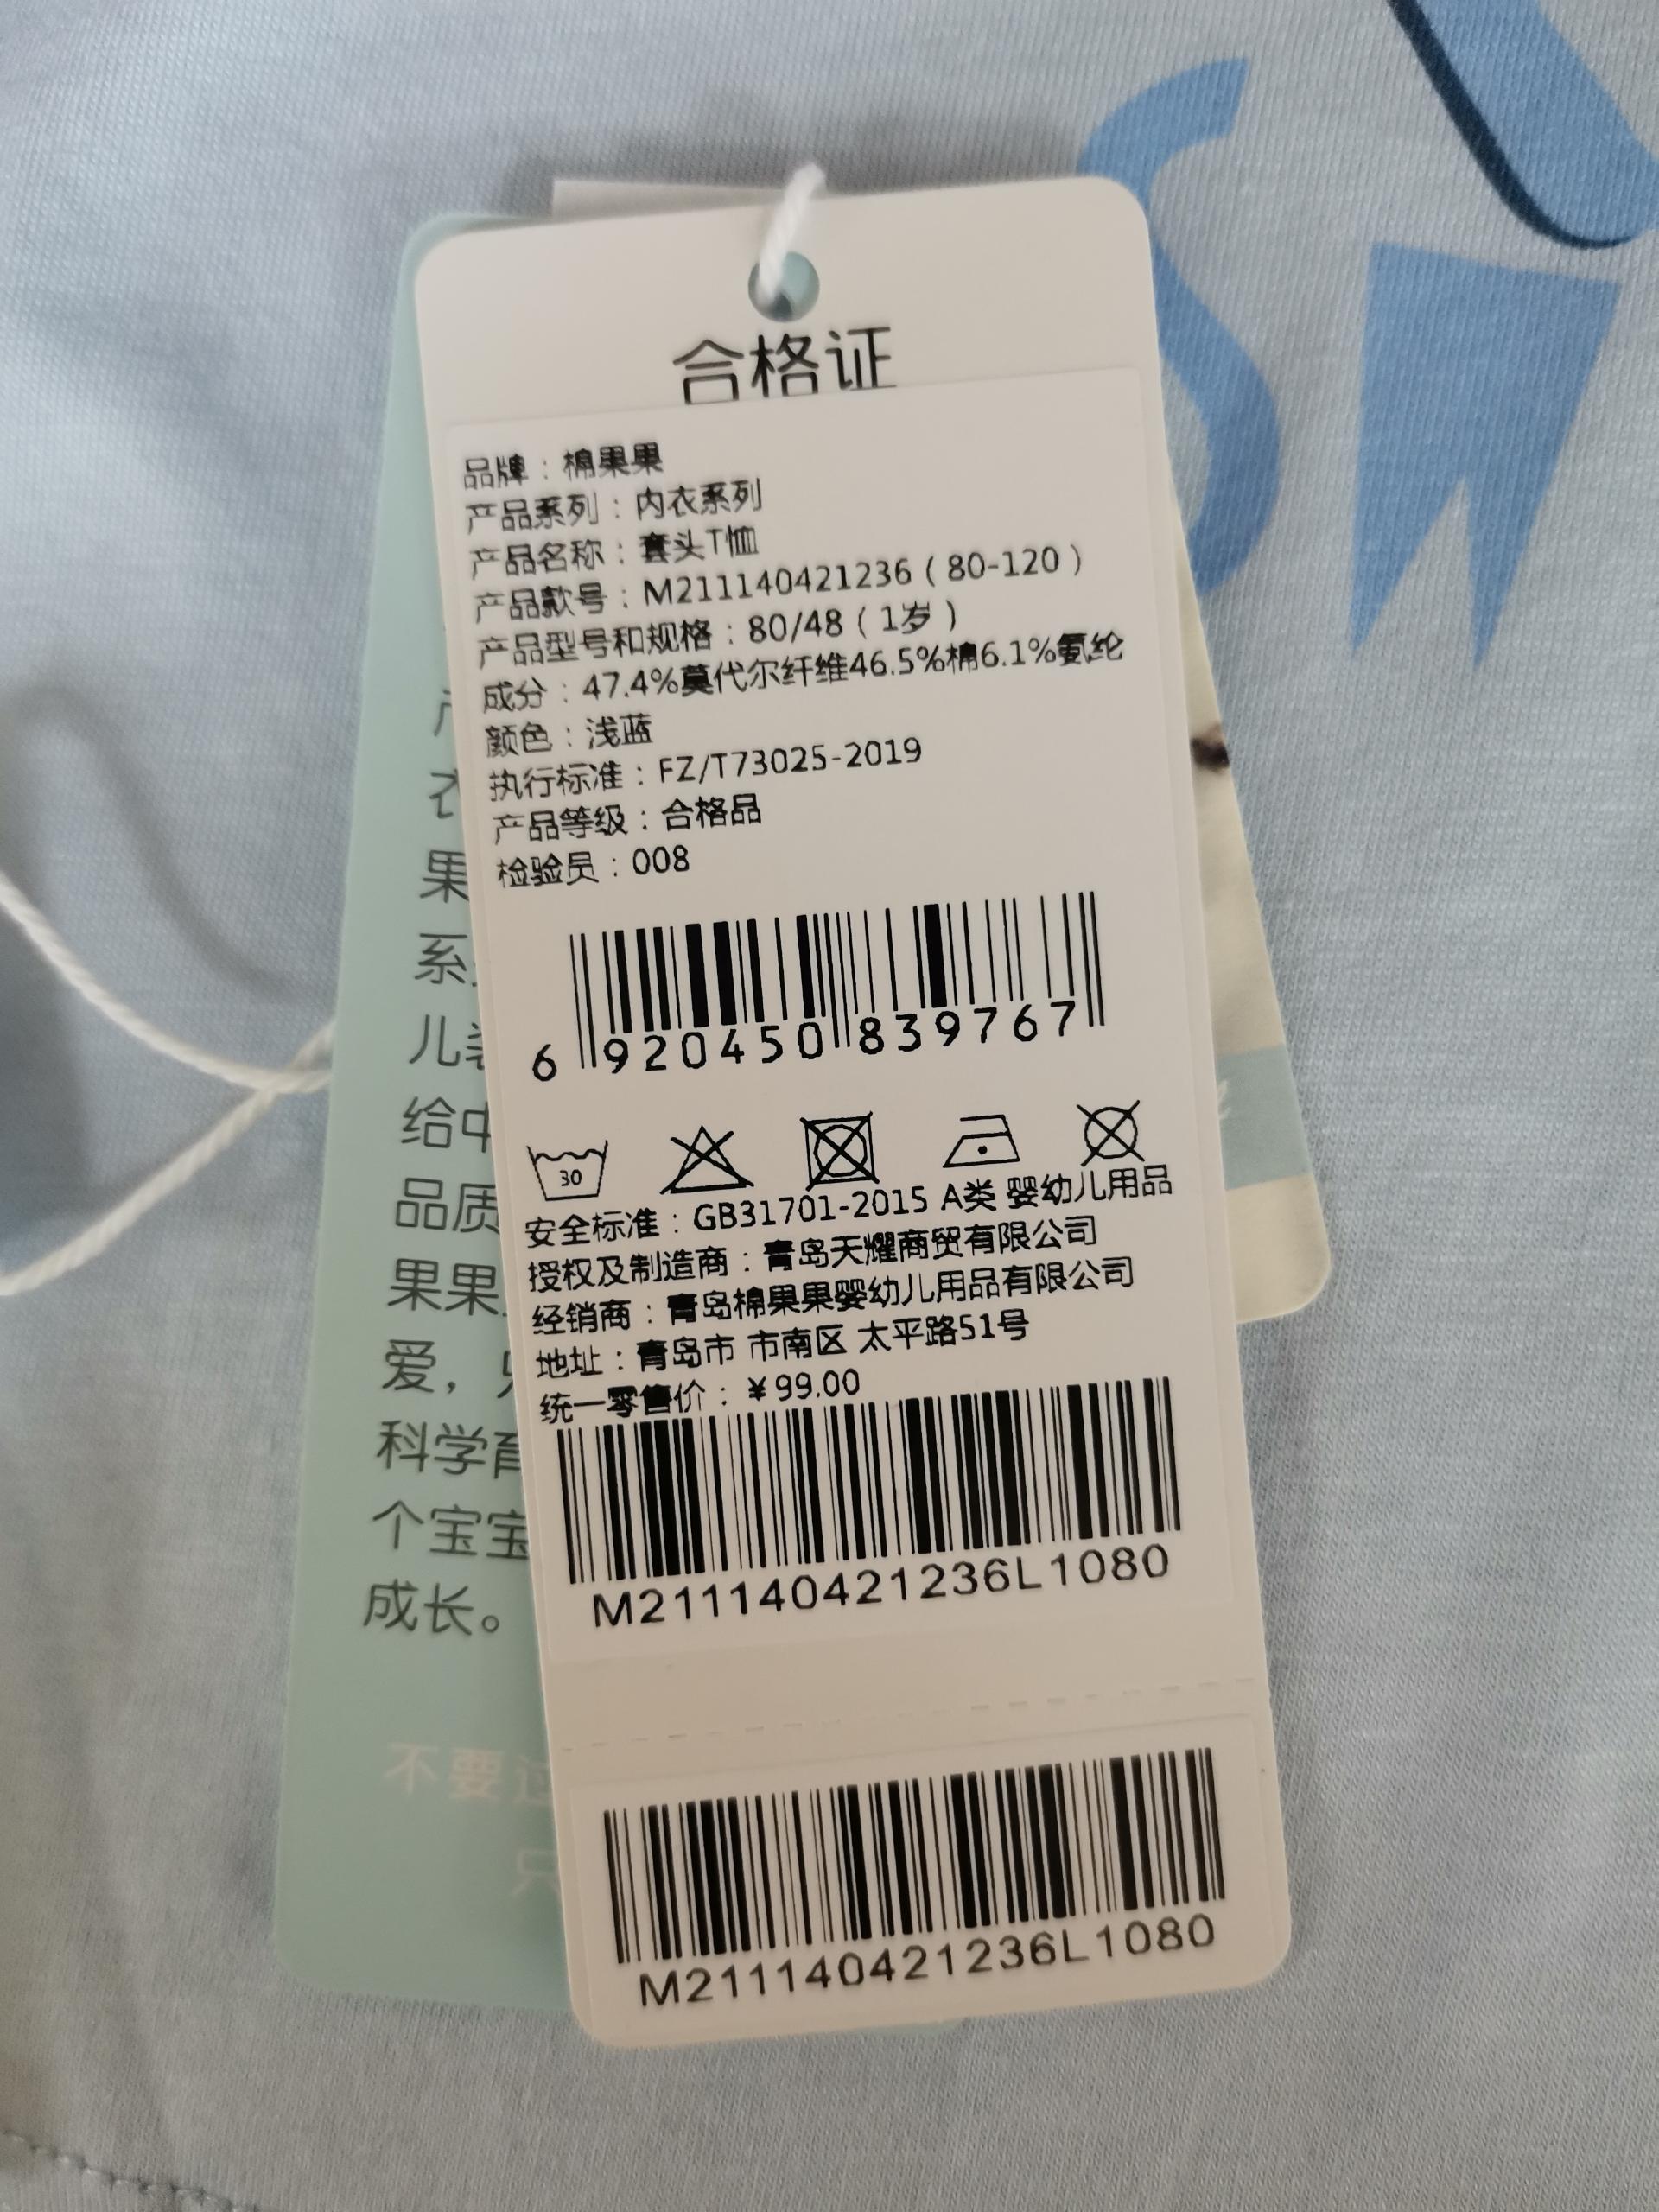 合格证
品牌：棉果果
产品系列：内衣系列
产品名称：套头T恤
产品款号：M211140421236（80-120）
产品型号和规格：80/48（1岁）
成分：47.4%莫代尔纤维46.5%棉6.1%氨纶
颜色：浅蓝
执行标准：FZ/T73025-2019
产品等级：合格品
检验员：008
6 920450 839767
30
安全标准：GB31701-2015 A类 婴幼儿用品
授权及制造商：青岛天耀商贸有限公司
经销商：青岛棉果果婴幼儿用品有限公司
地址：青岛市 市南区 太平路51号
统一零售价：￥99.00
M211140421236L1080
M211140421236L1080
衣
果
系
儿装
给中
品质
果果
爱，
科学育
个宝宝
成长。
不要过
只